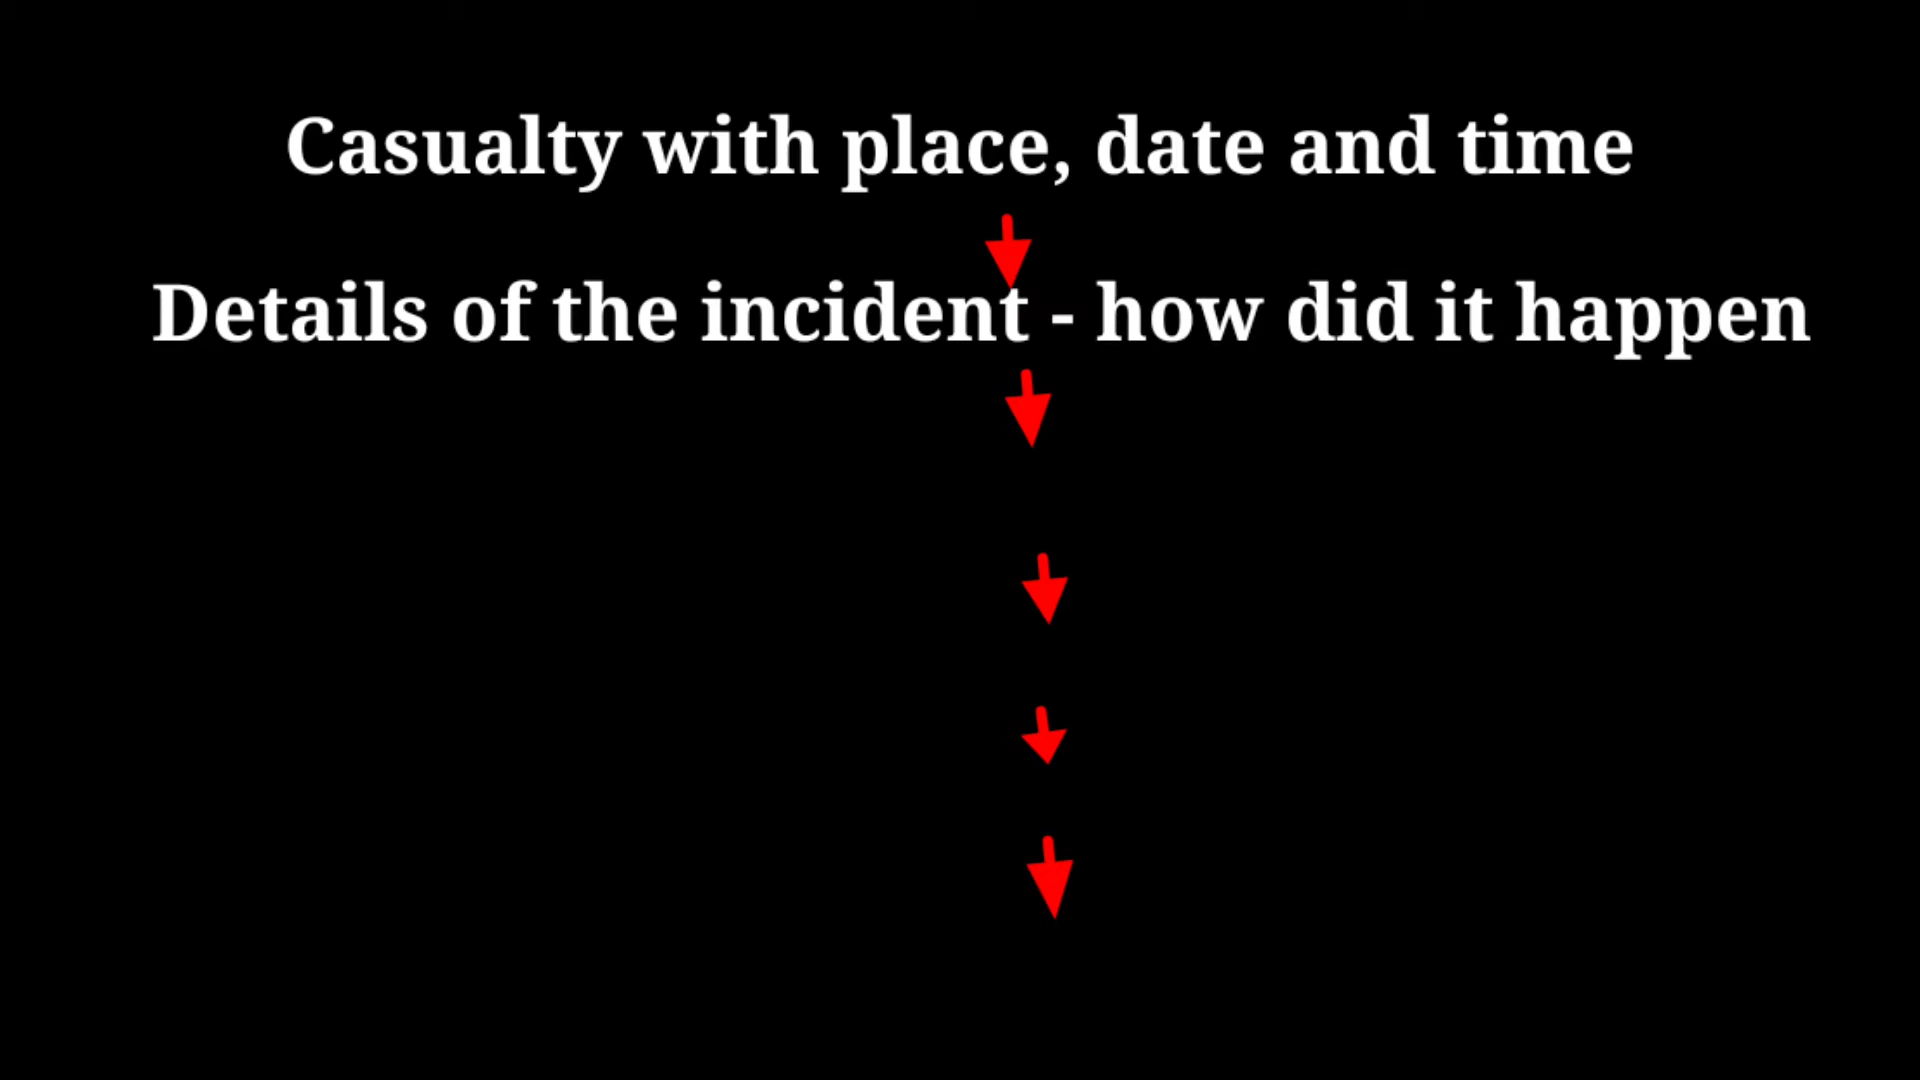 Casualty with place, date and time
Details of the incident - how did it happen